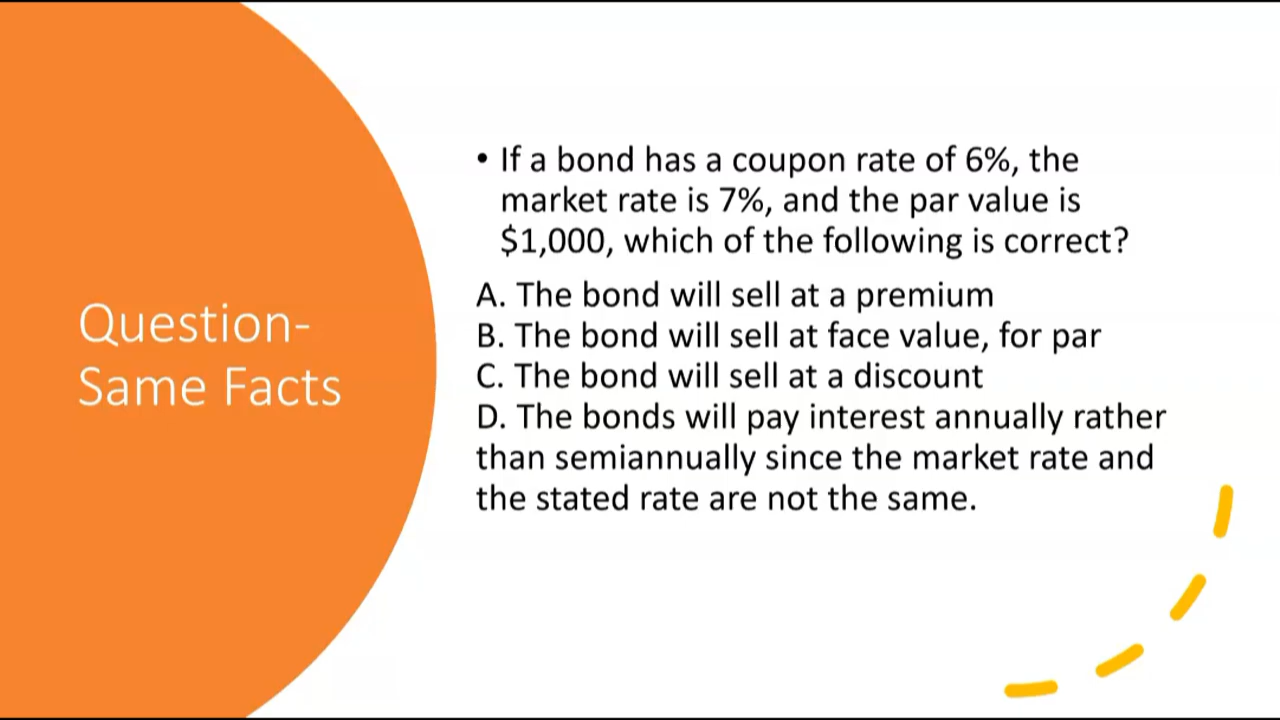 Question-
Same Facts
• If a bond has a coupon rate of 6%, the
market rate is 7%, and the par value is
$1,000, which of the following is correct?
A. The bond will sell at a premium
B. The bond will sell at face value, for par
C. The bond will sell at a discount
D. The bonds will pay interest annually rather
than semiannually since the market rate and
the stated rate are not the same.